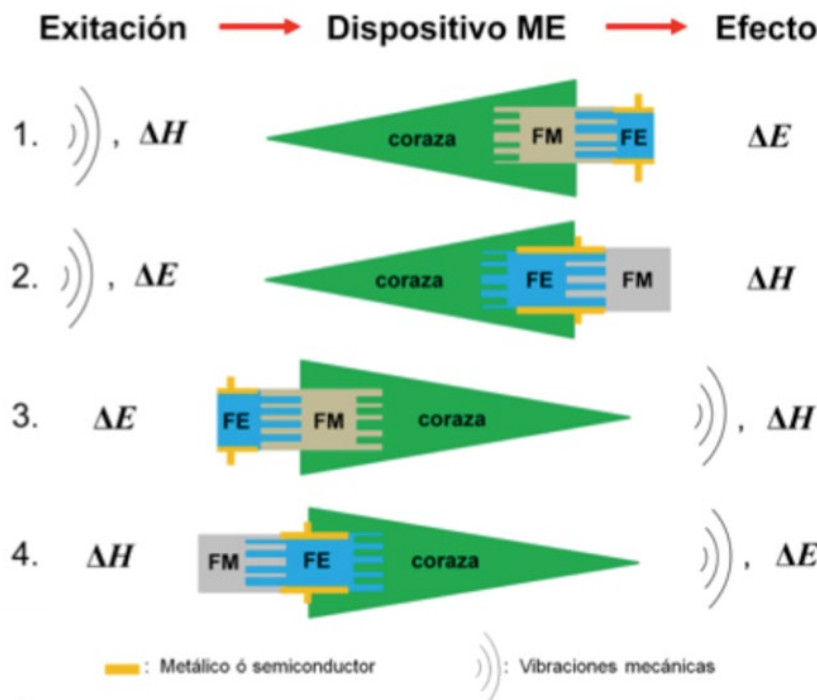 Exitación Dispositivo ME Efecto
1. , ΔH coraza FM FE ΔE
2. , ΔE coraza FE FM ΔH
3. ΔE FE FM coraza , ΔH
4. ΔH FM FE coraza , ΔE
: Metálico ó semiconductor : Vibraciones mecánicas